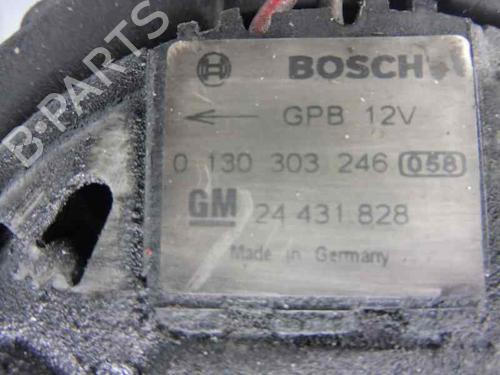 BOSCH
GPB 12V
0 130 303 246 058
GM 24 431 828
Made in Germany
B-PARTS